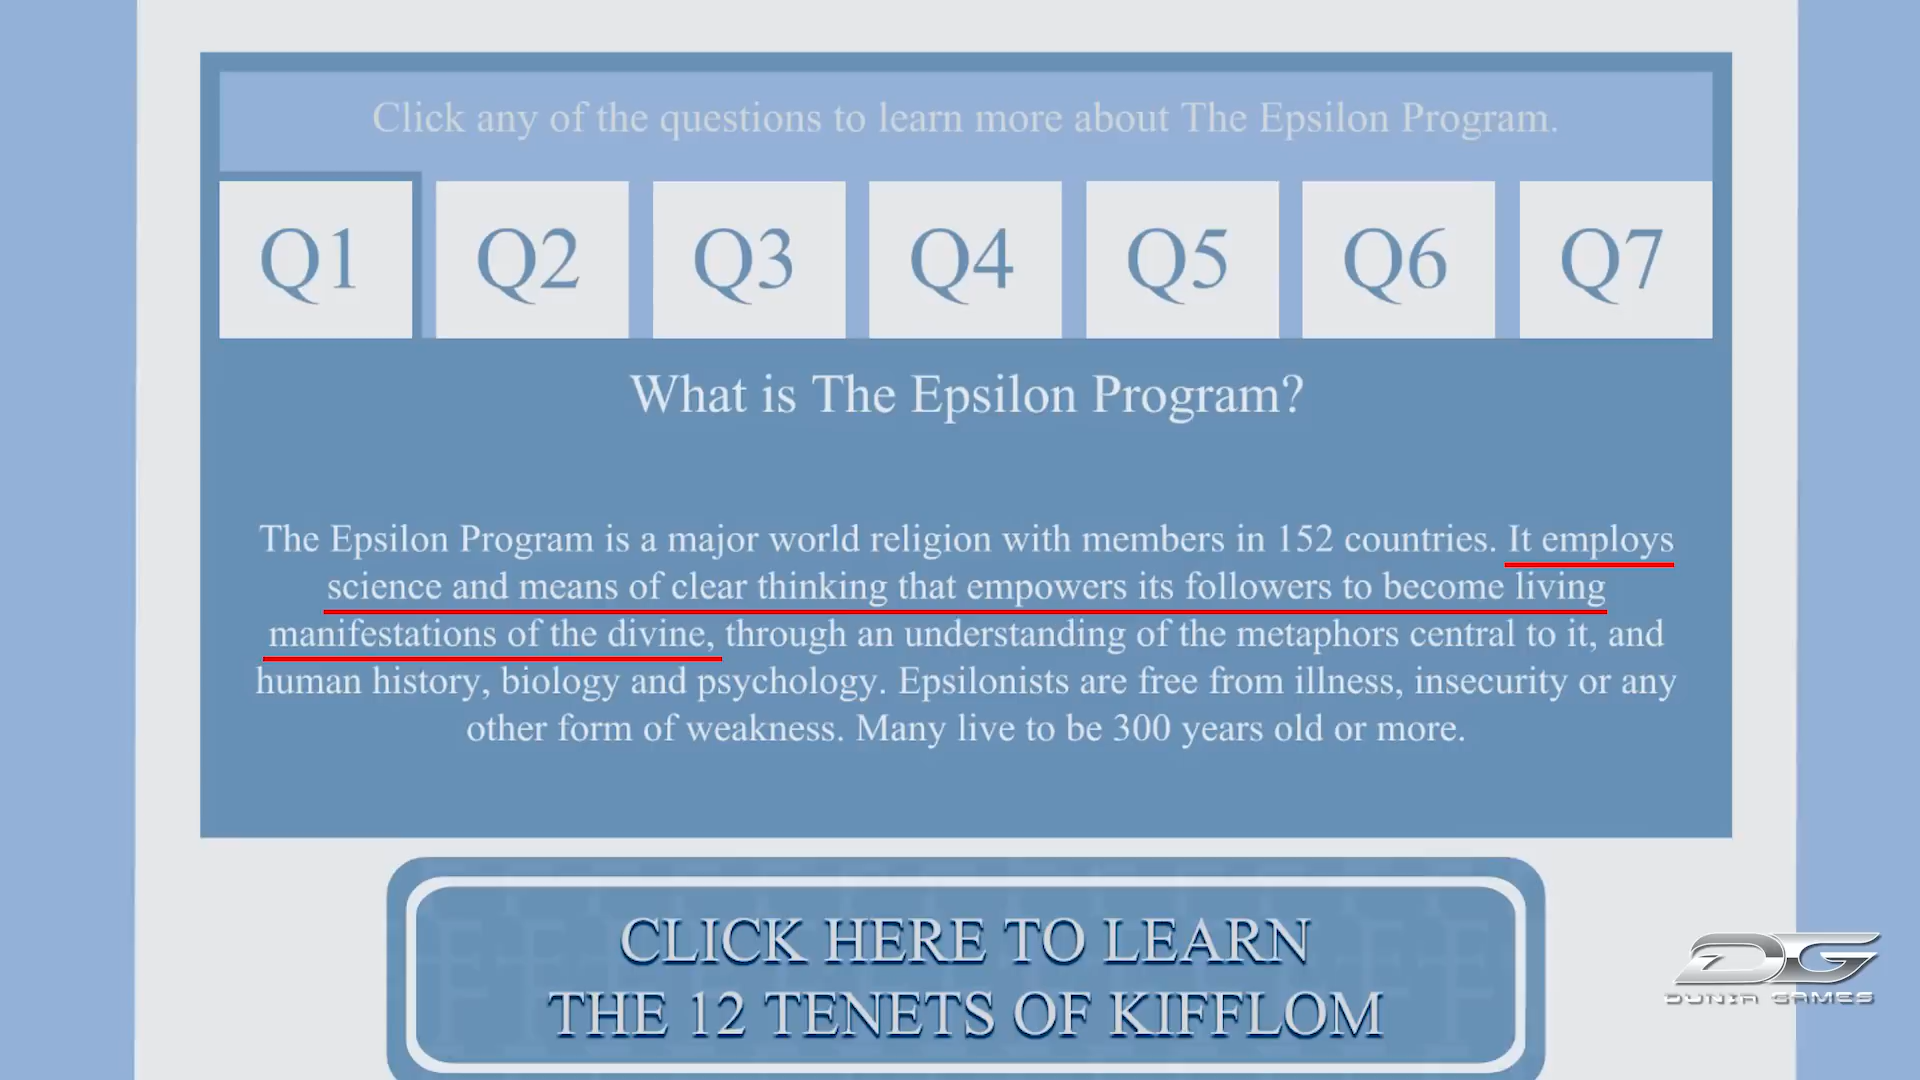 Click any of the questions to learn more about The Epsilon Program.
Q1 Q2 Q3 Q4 Q5 Q6 Q7
What is The Epsilon Program?
The Epsilon Program is a major world religion with members in 152 countries. It employs
science and means of clear thinking that empowers its followers to become living
manifestations of the divine, through an understanding of the metaphors central to it, and
human history, biology and psychology. Epsilonists are free from illness, insecurity or any
other form of weakness. Many live to be 300 years old or more.
CLICK HERE TO LEARN
THE 12 TENETS OF KIFFLOM
DG
DUNIA GAMES